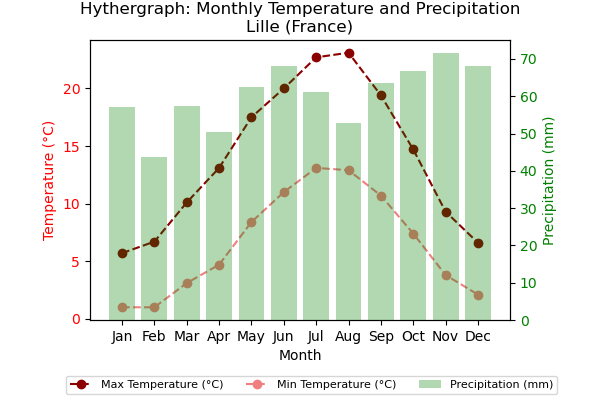 Hythergraph: Monthly Temperature and Precipitation
Lille (France)
Temperature (°C)
20
15
10
5
0
Precipitation (mm)
70
60
50
40
30
20
10
0
Jan Feb Mar Apr May Jun Jul Aug Sep Oct Nov Dec
Month
Max Temperature (°C) Min Temperature (°C) Precipitation (mm)